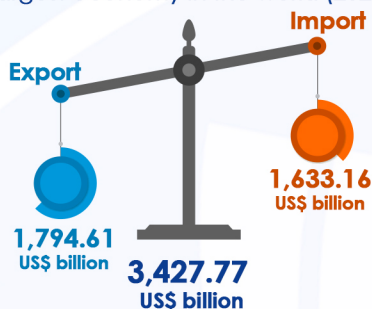 Import
Export
1,633.16
US$ billion
1,794.61
US$ billion
3,427.77
US$ billion